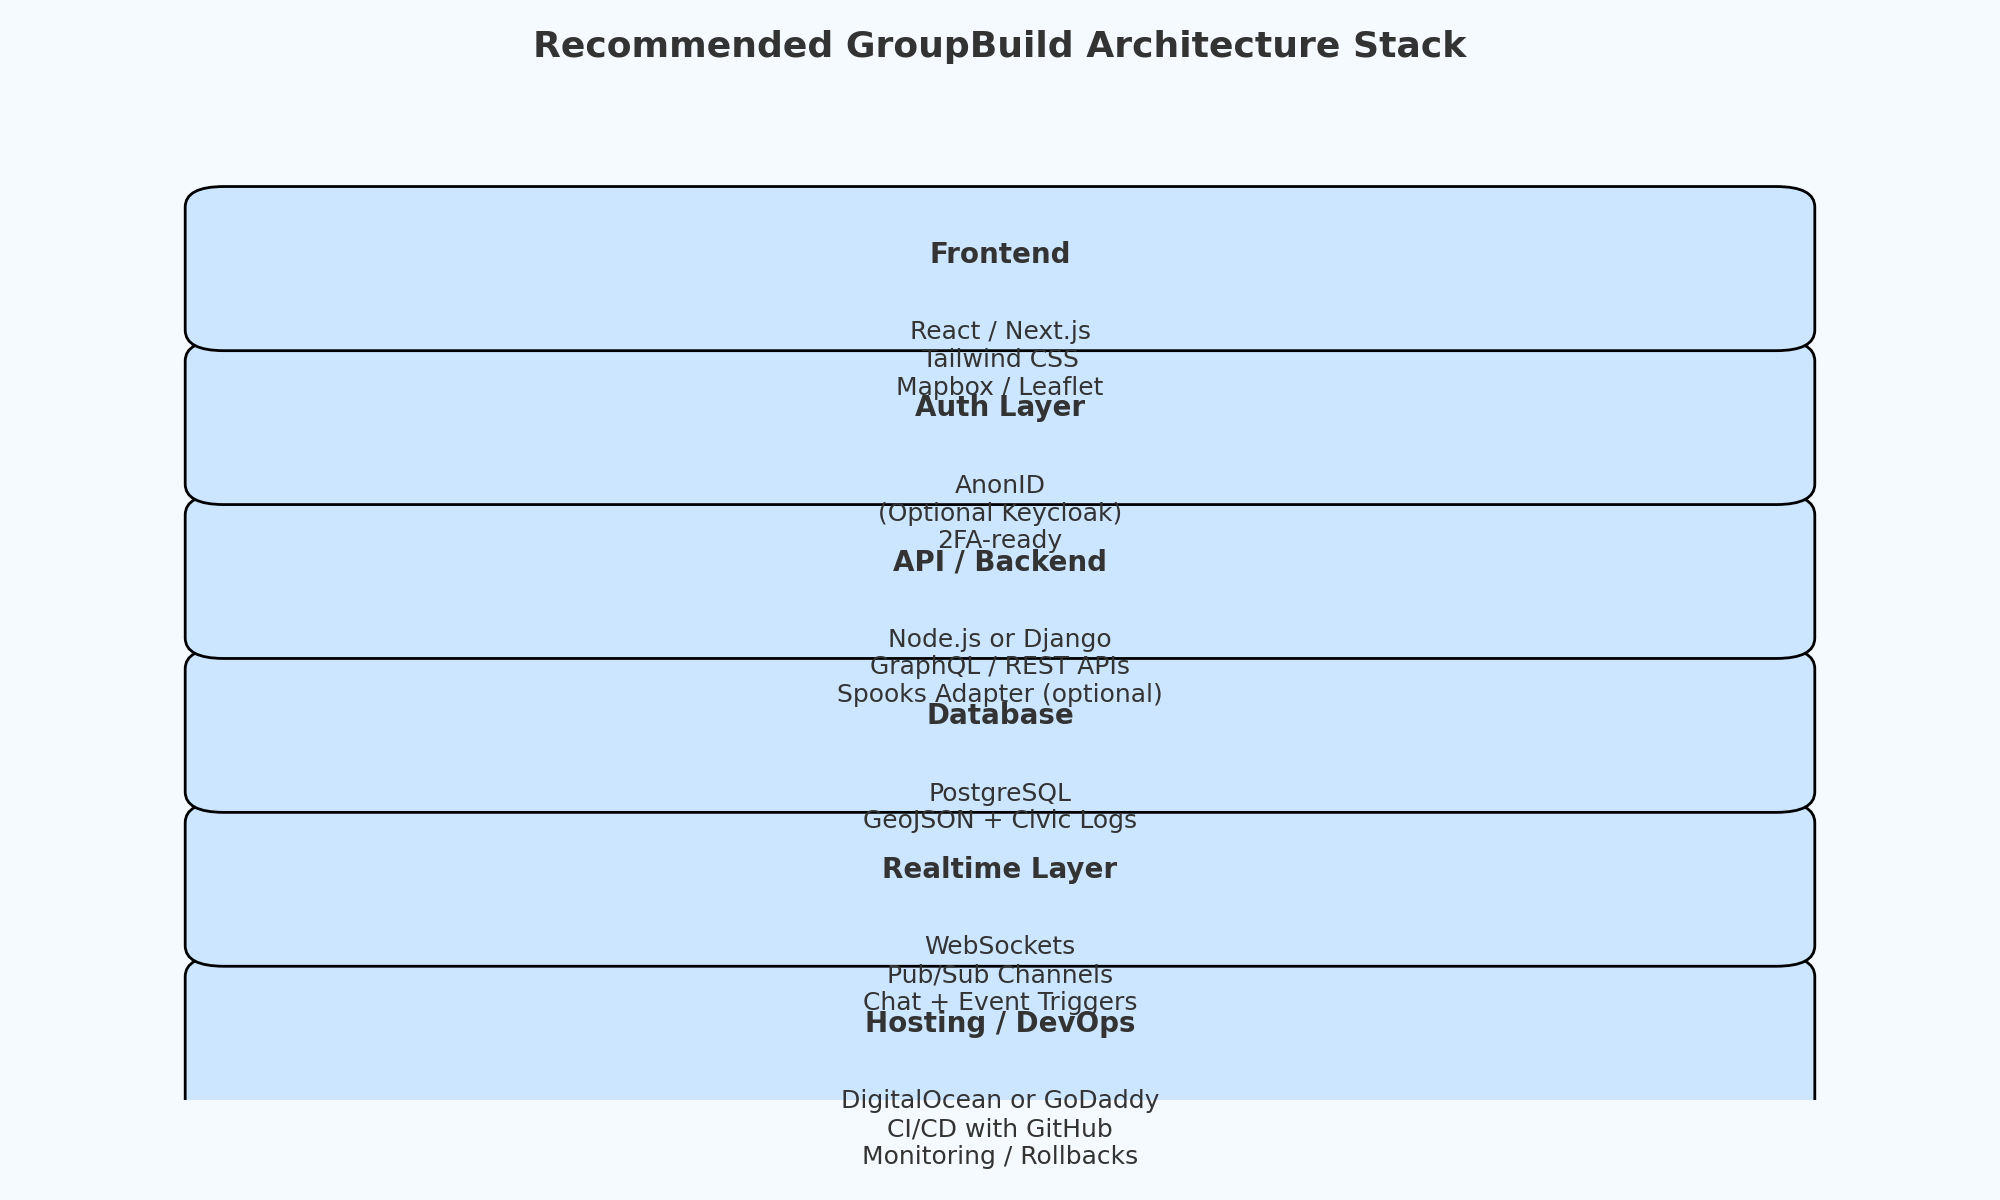 Recommended GroupBuild Architecture Stack
Frontend
React / Next.js
Tailwind CSS
Mapbox / Leaflet
Auth Layer
AnonID
(Optional Keycloak)
2FA-ready
API / Backend
Node.js or Django
GraphQL / REST APIs
Spooks Adapter (optional)
Database
PostgreSQL
GeoJSON + Civic Logs
Realtime Layer
WebSockets
Pub/Sub Channels
Chat + Event Triggers
Hosting / DevOps
DigitalOcean or GoDaddy
CI/CD with GitHub
Monitoring / Rollbacks